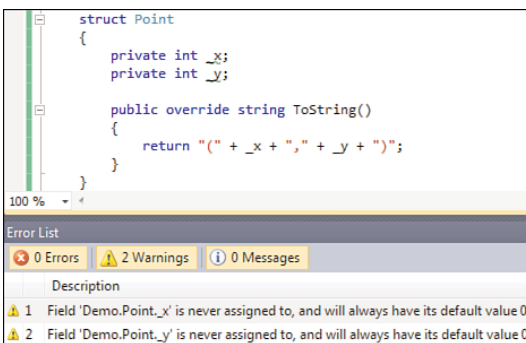 struct Point
{
private int _x;
private int _y;
public override string ToString()
{
return "(" + _x + "," + _y + ")";
}
}
100 %
Error List
0 Errors 2 Warnings 0 Messages
Description
1 Field 'Demo.Point._x' is never assigned to, and will always have its default value 0
2 Field 'Demo.Point._y' is never assigned to, and will always have its default value 0